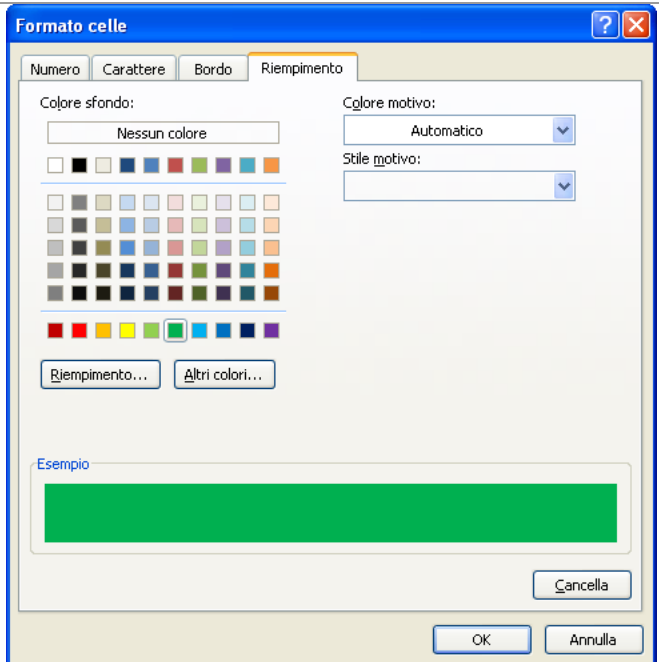 Formato celle
Numero Carattere Bordo Riempimento
Colore sfondo:
Nessun colore
Colore motivo:
Automatico
Stile motivo:
Riempimento... Altri colori...
Esempio
Cancella
OK Annulla